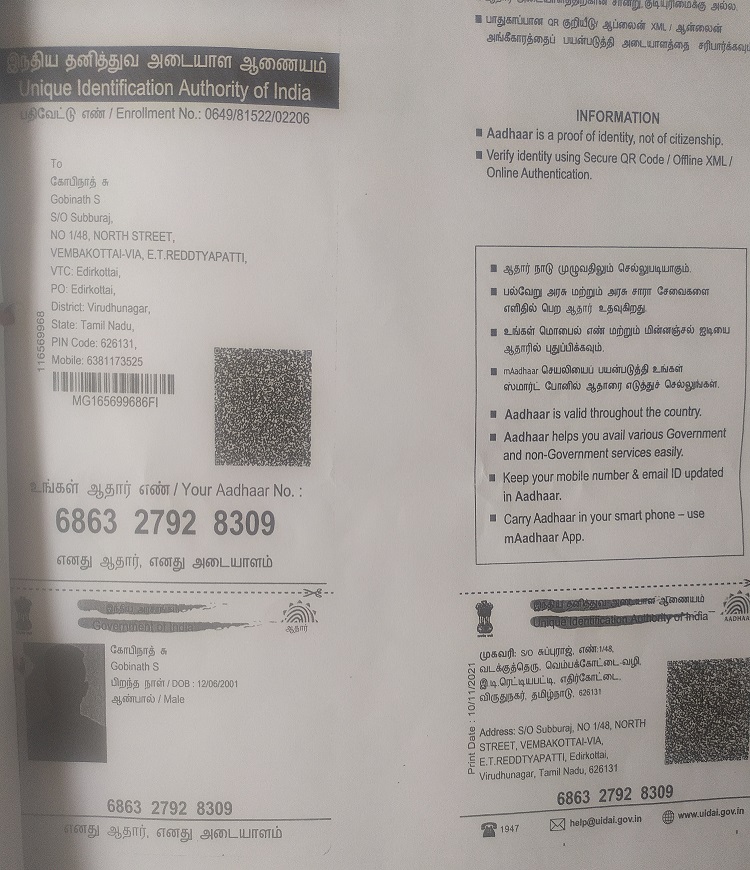 இந்திய தனித்துவ அடையாள ஆணையம்
Unique Identification Authority of India
பதிவேட்டு எண் / Enrollment No.: 0649/81522/02206
To
கோபிநாத் சு
Gobinath S
S/O Subburaj,
NO 1/48, NORTH STREET,
VEMBAKOTTAI-VIA, E.T.REDDTYAPATTI,
VTC: Edirkottai,
PO: Edirkottai,
District: Virudhunagar,
State: Tamil Nadu,
PIN Code: 626131,
Mobile: 6381173525
116569968
MG165699686FI
உங்கள் ஆதார் எண் / Your Aadhaar No. :
6863 2792 8309
எனது ஆதார், எனது அடையாளம்
Government of India
ஆதார்
கோபிநாத் சு
Gobinath S
பிறந்த நாள் / DOB : 12/06/2001
ஆண்பால் / Male
6863 2792 8309
எனது ஆதார், எனது அடையாளம்
சான்று, குடியுரிமைக்கு அல்ல.
■ பாதுகாப்பான QR குறியீடு/ ஆப்லைன் XML / ஆன்லைன்
அங்கீகாரத்தைப் பயன்படுத்தி அடையாளத்தை
INFORMATION
■ Aadhaar is a proof of identity, not of citizenship.
■ Verify identity using Secure QR Code / Offline XML /
Online Authentication.
■ ஆதார் நாடு முழுவதிலும் செல்லுபடியாகும்.
■ பல்வேறு அரசு மற்றும் அரசு சாரா சேவைகளை
எளிதில் பெற ஆதார் உதவுகிறது.
■ உங்கள் மொபைல் எண் மற்றும் மின்னஞ்சல் ஐடியை
ஆதாரில் புதுப்பிக்கவும்.
■ mAadhaar செயலியைப் பயன்படுத்தி உங்கள்
ஸ்மார்ட் போனில் ஆதாரை எடுத்துச் செல்லுங்கள்.
■ Aadhaar is valid throughout the country.
■ Aadhaar helps you avail various Government
and non-Government services easily.
■ Keep your mobile number & email ID updated
in Aadhaar.
■ Carry Aadhaar in your smart phone – use
mAadhaar App.
இந்திய தனித்துவ அடையாள ஆணையம்
Unique Identification Authority of India
AADHAA
Print Date : 10/11/2021
முகவரி: S/O சுப்புராஜ், எண்:1/48,
வடக்குத்தெரு, வெம்பக்கோட்டை-வழி,
இ.டி.ரெட்டியபட்டி, எதிர்கோட்டை,
விருதுநகர், தமிழ்நாடு, 626131
Address: S/O Subburaj, NO 1/48, NORTH
STREET, VEMBAKOTTAI-VIA,
E.T.REDDTYAPATTI, Edirkottai,
Virudhunagar, Tamil Nadu, 626131
6863 2792 8309
1947 help@uidai.gov.in www.uidai.gov.in